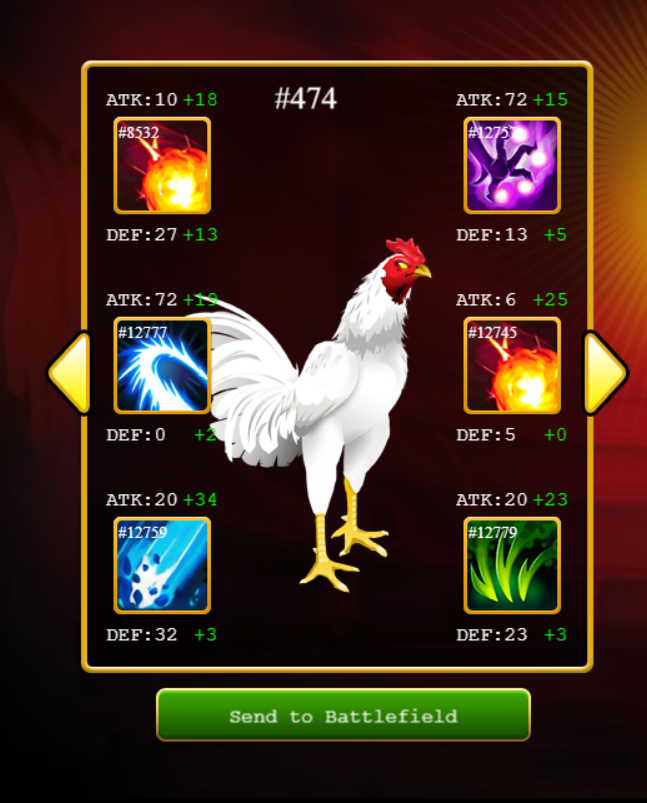 #474
ATK:10 +18
#8532
DEF:27 +13
ATK:72 +15
#12757
DEF:13 +5
ATK:72 +19
#12777
DEF:0 +2
ATK:6 +25
#12745
DEF:5 +0
ATK:20 +34
#12759
DEF:32 +3
ATK:20 +23
#12779
DEF:23 +3
Send to Battlefield